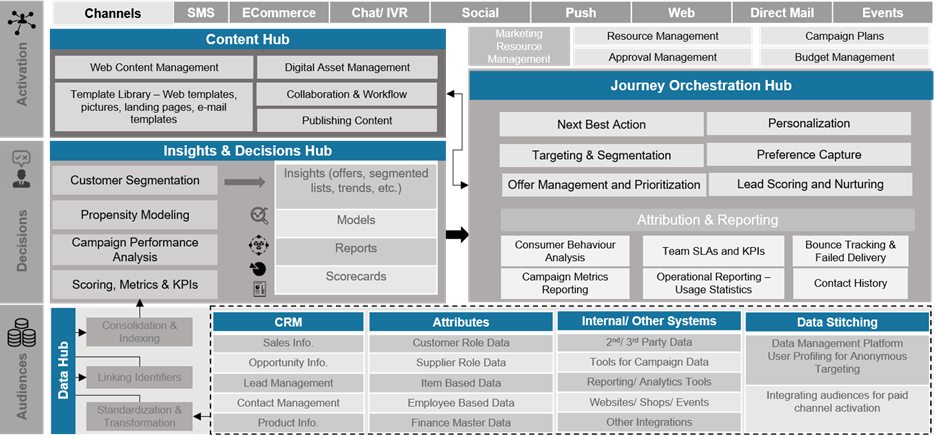 Channels
SMS
ECommerce
Chat/ IVR
Social
Push
Web
Direct Mail
Events
Activation
Content Hub
Web Content Management
Digital Asset Management
Template Library – Web templates,
pictures, landing pages, e-mail
templates
Collaboration & Workflow
Publishing Content
Marketing
Resource
Management
Resource Management
Campaign Plans
Approval Management
Budget Management
Journey Orchestration Hub
Next Best Action
Personalization
Targeting & Segmentation
Preference Capture
Offer Management and Prioritization
Lead Scoring and Nurturing
Attribution & Reporting
Consumer Behaviour
Analysis
Team SLAs and KPIs
Bounce Tracking &
Failed Delivery
Campaign Metrics
Reporting
Operational Reporting –
Usage Statistics
Contact History
Decisions
Insights & Decisions Hub
Customer Segmentation
Propensity Modeling
Campaign Performance
Analysis
Scoring, Metrics & KPIs
Insights (offers, segmented
lists, trends, etc.)
Models
Reports
Scorecards
Audiences
Data Hub
Consolidation &
Indexing
Linking Identifiers
Standardization &
Transformation
CRM
Sales Info.
Opportunity Info.
Lead Management
Contact Management
Product Info.
Attributes
Customer Role Data
Supplier Role Data
Item Based Data
Employee Based Data
Finance Master Data
Internal/ Other Systems
2nd/ 3rd Party Data
Tools for Campaign Data
Reporting/ Analytics Tools
Websites/ Shops/ Events
Other Integrations
Data Stitching
Data Management Platform
User Profiling for Anonymous
Targeting
Integrating audiences for paid
channel activation